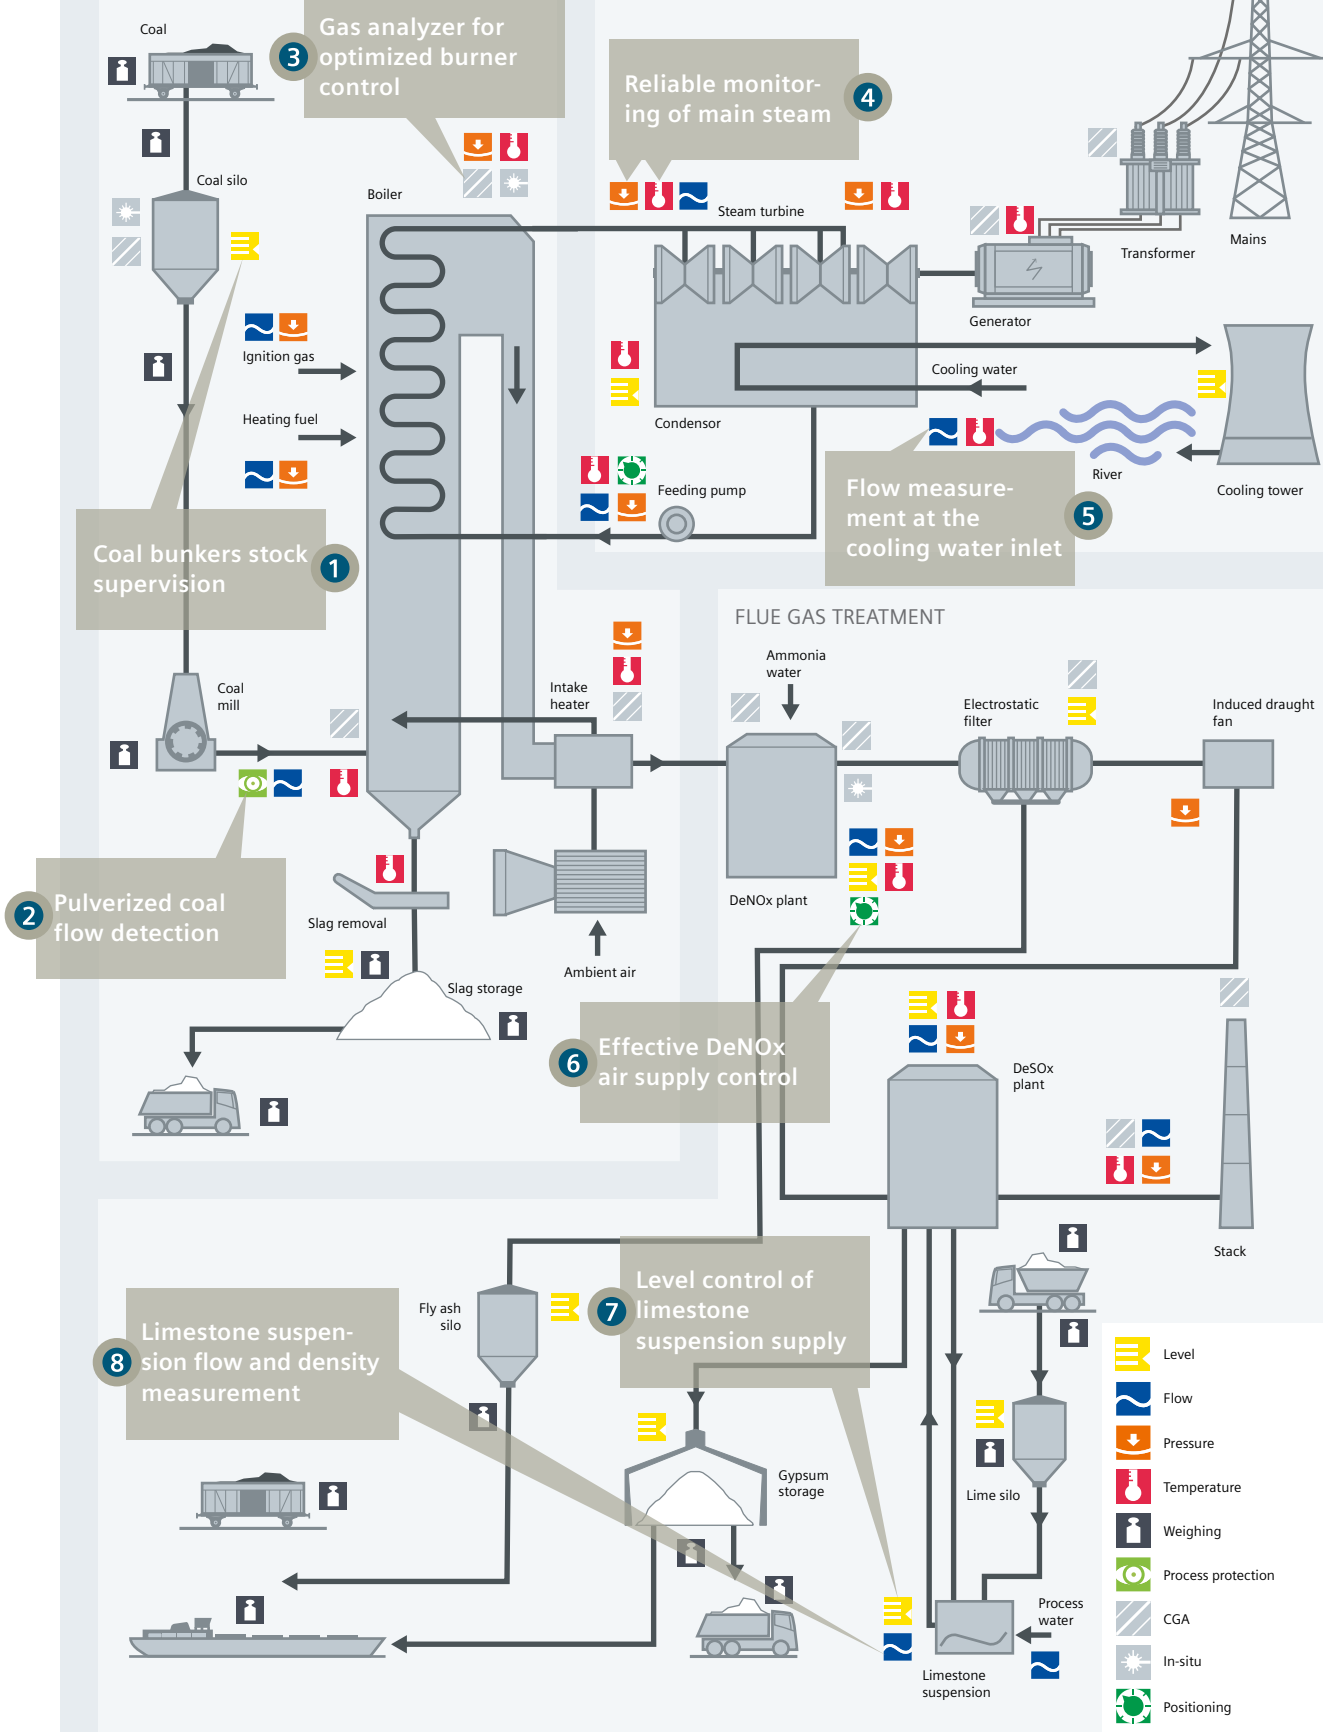 Coal
3
Gas analyzer for
optimized burner
control
Reliable monitor-
ing of main steam
4
Coal silo
Boiler
Steam turbine
Mains
Transformer
Generator
Ignition gas
Cooling water
Heating fuel
Condensor
River
Cooling tower
Feeding pump
Flow measure-
ment at the
cooling water inlet
5
Coal bunkers stock
supervision
1
FLUE GAS TREATMENT
Ammonia
water
Coal
mill
Intake
heater
Electrostatic
filter
Induced draught
fan
2
Pulverized coal
flow detection
DeNOx plant
Slag removal
Ambient air
Slag storage
6
Effective DeNOx
air supply control
DeSOx
plant
Stack
Fly ash
silo
7
Level control of
limestone
suspension supply
8
Limestone suspen-
sion flow and density
measurement
Gypsum
storage
Lime silo
Process
water
Limestone
suspension
Level
Flow
Pressure
Temperature
Weighing
Process protection
CGA
In-situ
Positioning